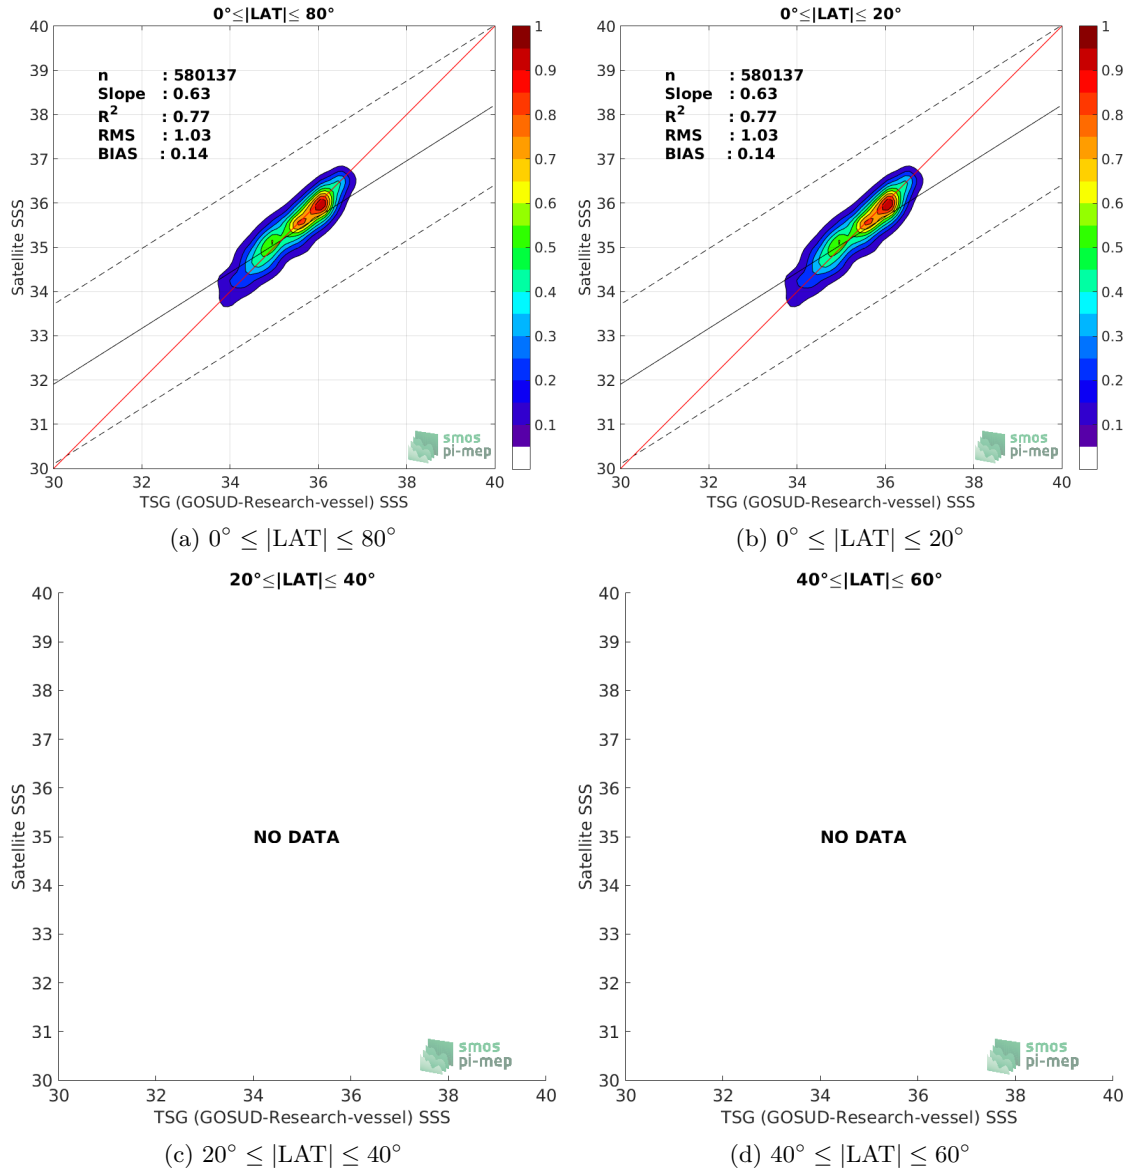 0°≤|LAT|≤ 80°
40
39
38
37
36
35
34
33
32
31
30
Satellite SSS
n : 580137
Slope : 0.63
R² : 0.77
RMS : 1.03
BIAS : 0.14
smos
pi-mep
30 32 34 36 38 40
TSG (GOSUD-Research-vessel) SSS
1
0.9
0.8
0.7
0.6
0.5
0.4
0.3
0.2
0.1
(a) 0° ≤ |LAT| ≤ 80°
0°≤|LAT|≤ 20°
40
39
38
37
36
35
34
33
32
31
30
Satellite SSS
n : 580137
Slope : 0.63
R² : 0.77
RMS : 1.03
BIAS : 0.14
smos
pi-mep
30 32 34 36 38 40
TSG (GOSUD-Research-vessel) SSS
1
0.9
0.8
0.7
0.6
0.5
0.4
0.3
0.2
0.1
(b) 0° ≤ |LAT| ≤ 20°
20°≤|LAT|≤ 40°
40
39
38
37
36
35
34
33
32
31
30
Satellite SSS
NO DATA
smos
pi-mep
30 32 34 36 38 40
TSG (GOSUD-Research-vessel) SSS
(c) 20° ≤ |LAT| ≤ 40°
40°≤|LAT|≤ 60°
40
39
38
37
36
35
34
33
32
31
30
Satellite SSS
NO DATA
smos
pi-mep
30 32 34 36 38 40
TSG (GOSUD-Research-vessel) SSS
(d) 40° ≤ |LAT| ≤ 60°